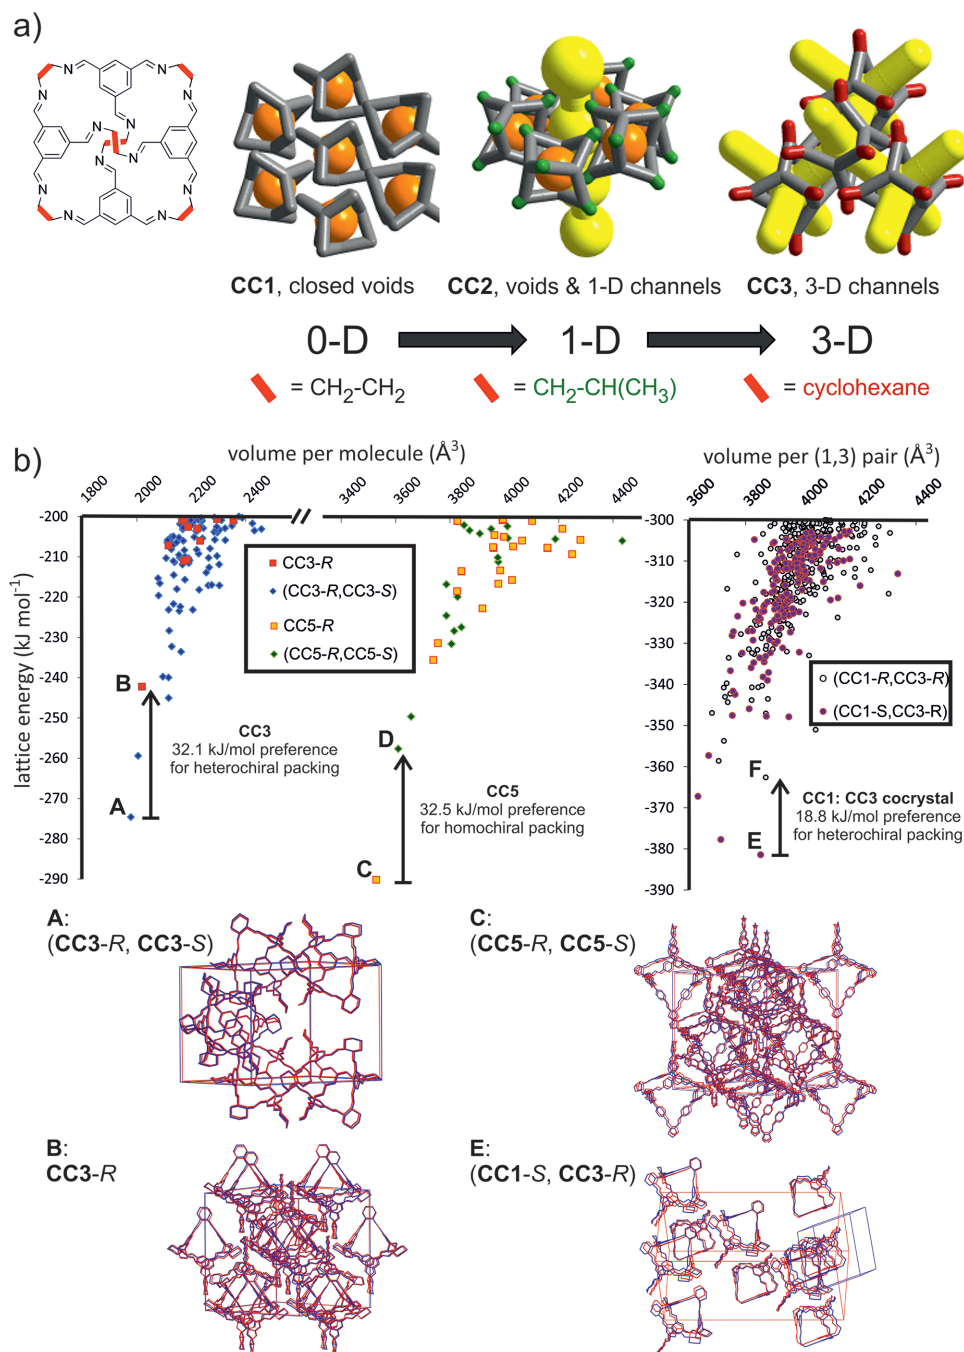 a)
N
N
N
N
N
N
N
N
N
N
N
N
CC1, closed voids
CC2, voids & 1-D channels
CC3, 3-D channels
0-D
1-D
3-D
= CH2-CH2
= CH2-CH(CH3)
= cyclohexane
b)
volume per molecule (Å3)
volume per (1,3) pair (Å3)
1800
2000
2200
2400
3400
3600
3800
4000
4200
4400
3600
3800
4000
4200
4400
lattice energy (kJ mol-1)
-200
-210
-220
-230
-240
-250
-260
-270
-280
-290
-300
-310
-320
-330
-340
-350
-360
-370
-380
-390
CC3-R
(CC3-R,CC3-S)
CC5-R
(CC5-R,CC5-S)
(CC1-R,CC3-R)
(CC1-S,CC3-R)
B
A
CC3
32.1 kJ/mol preference
for heterochiral packing
D
C
CC5
32.5 kJ/mol preference
for homochiral packing
F
E
CC1: CC3 cocrystal
18.8 kJ/mol preference
for heterochiral packing
A:
(CC3-R, CC3-S)
C:
(CC5-R, CC5-S)
B:
CC3-R
E:
(CC1-S, CC3-R)